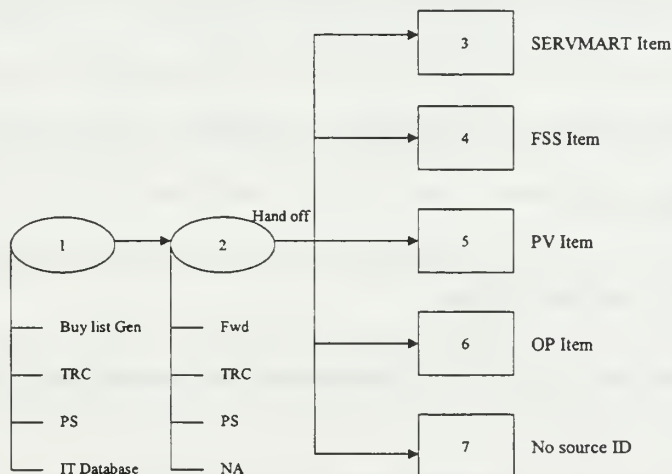 3 SERVMART Item
4 FSS Item
Hand off
1 2 5 PV Item
Buy list Gen Fwd
6 OP Item
TRC TRC
PS PS
7 No source ID
IT Database NA